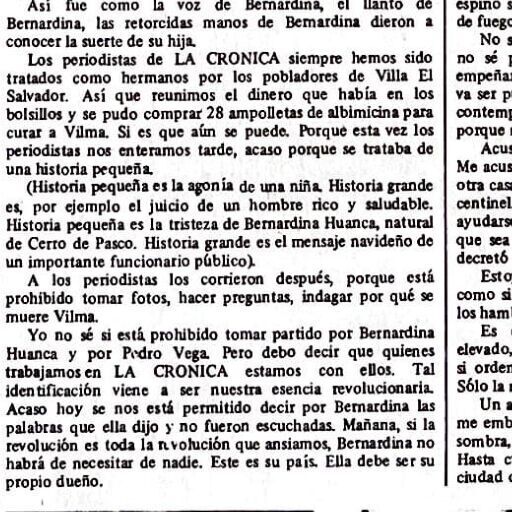 Así fue como la voz de Bernardina, el llanto de
Bernardina, las retorcidas manos de Bernardina dieron a
conocer la suerte de su hija.
Los periodistas de LA CRONICA siempre hemos sido
tratados como hermanos por los pobladores de Villa El
Salvador. Así que reunimos el dinero que había en los
bolsillos y se pudo comprar 28 ampolletas de albimicina para
curar a Vilma. Si es que aún se puede. Porque esta vez los
periodistas nos enteramos tarde, acaso porque se trataba de
una historia pequeña.
(Historia pequeña es la agonía de una niña. Historia grande
es, por ejemplo el juicio de un hombre rico y saludable.
Historia pequeña es la tristeza de Bernardina Huanca, natural
de Cerro de Pasco. Historia grande es el mensaje navideño de
un importante funcionario público).
A los periodistas los corrieron después, porque está
prohibido tomar fotos, hacer preguntas, indagar por qué se
muere Vilma.
Yo no sé si está prohibido tomar partido por Bernardina
Huanca y por Pedro Vega. Pero debo decir que quienes
trabajamos en LA CRONICA estamos con ellos. Tal
identificación viene a ser nuestra esencia revolucionaria.
Acaso hoy se nos está permitido decir por Bernardina las
palabras que ella dijo y no fueron escuchadas. Mañana, si la
revolución es toda la revolución que ansiamos, Bernardina no
habrá de necesitar de nadie. Este es su país. Ella debe ser su
propio dueño.
espino s
de fuego
No s
no sé p
empeñar
va ser p
contemp
porque
Acus
Me acus
otra cas
centinel
ayudarse
que sea
decretó
Esto
como si
los hamb
Es
elevado,
si orden
Sólo la
Un a
me emb
sombra,
Hasta c
ciudad